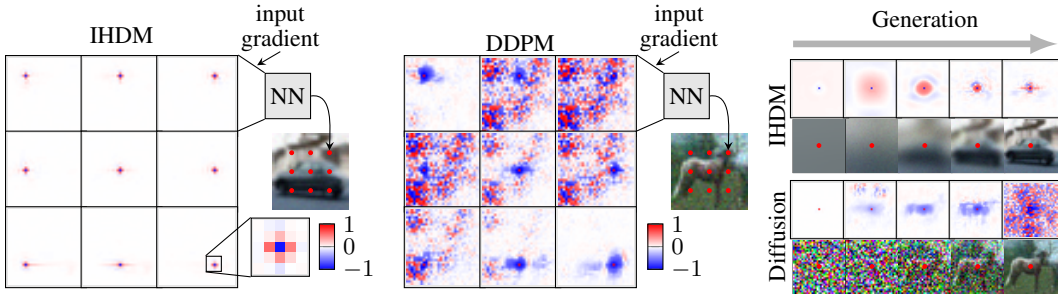 IHDM
input
gradient
NN
1
0
−1
DDPM
input
gradient
NN
1
0
−1
Generation
IHDM
Diffusion